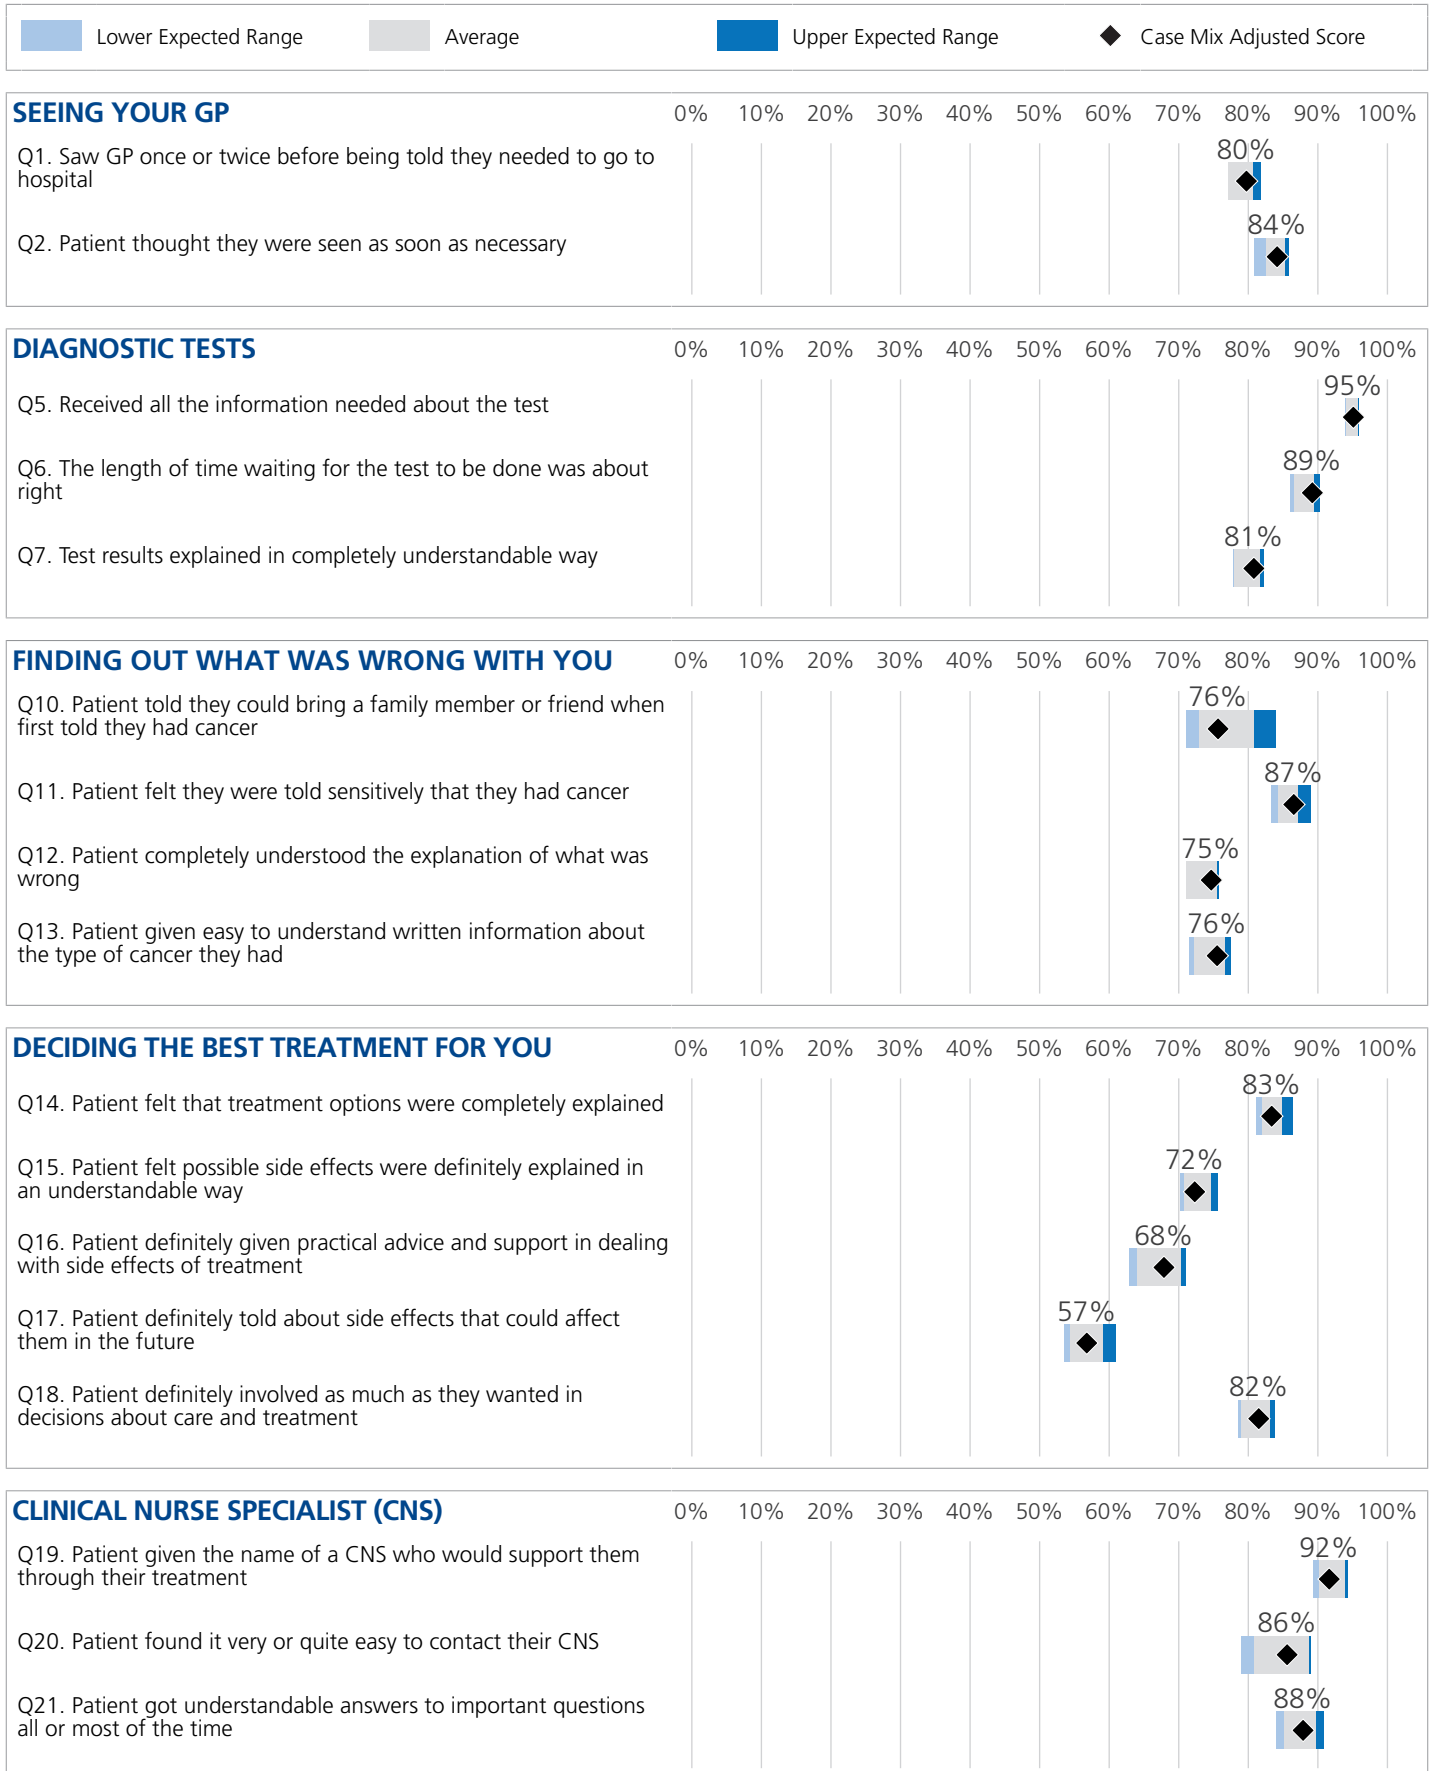 Lower Expected Range Average Upper Expected Range Case Mix Adjusted Score
SEEING YOUR GP 0% 10% 20% 30% 40% 50% 60% 70% 80% 90% 100%
Q1. Saw GP once or twice before being told they needed to go to
hospital
80%
Q2. Patient thought they were seen as soon as necessary
84%
DIAGNOSTIC TESTS 0% 10% 20% 30% 40% 50% 60% 70% 80% 90% 100%
Q5. Received all the information needed about the test
95%
Q6. The length of time waiting for the test to be done was about
right
89%
Q7. Test results explained in completely understandable way
81%
FINDING OUT WHAT WAS WRONG WITH YOU 0% 10% 20% 30% 40% 50% 60% 70% 80% 90% 100%
Q10. Patient told they could bring a family member or friend when
first told they had cancer
76%
Q11. Patient felt they were told sensitively that they had cancer
87%
Q12. Patient completely understood the explanation of what was
wrong
75%
Q13. Patient given easy to understand written information about
the type of cancer they had
76%
DECIDING THE BEST TREATMENT FOR YOU 0% 10% 20% 30% 40% 50% 60% 70% 80% 90% 100%
Q14. Patient felt that treatment options were completely explained
83%
Q15. Patient felt possible side effects were definitely explained in
an understandable way
72%
Q16. Patient definitely given practical advice and support in dealing
with side effects of treatment
68%
Q17. Patient definitely told about side effects that could affect
them in the future
57%
Q18. Patient definitely involved as much as they wanted in
decisions about care and treatment
82%
CLINICAL NURSE SPECIALIST (CNS) 0% 10% 20% 30% 40% 50% 60% 70% 80% 90% 100%
Q19. Patient given the name of a CNS who would support them
through their treatment
92%
Q20. Patient found it very or quite easy to contact their CNS
86%
Q21. Patient got understandable answers to important questions
all or most of the time
88%